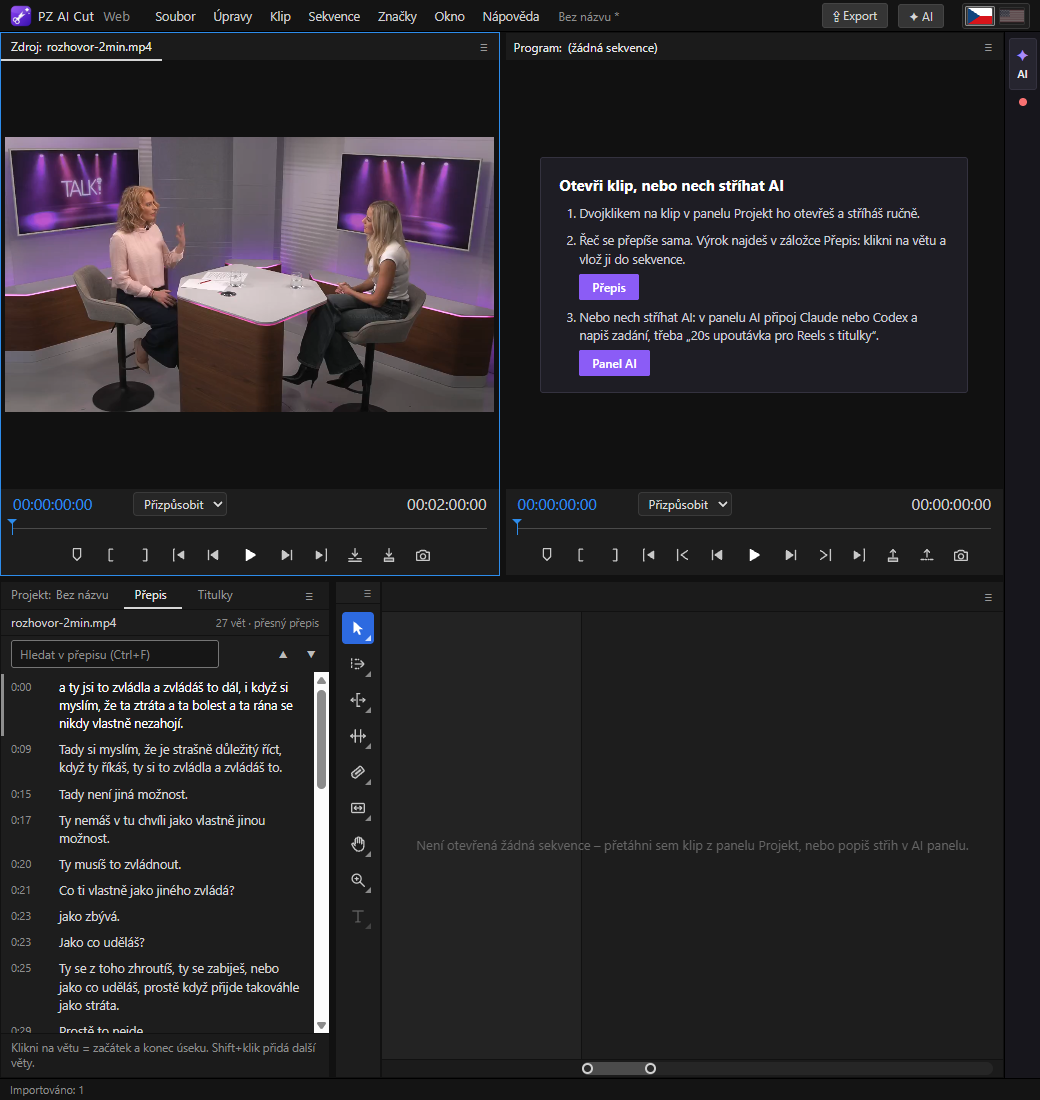 PZ AI Cut Web Soubor Úpravy Klip Sekvence Značky Okno Nápověda Bez názvu * Export AI
Zdroj: rozhovor-2min.mp4
Program: (žádná sekvence)
AI
TALK!
Otevři klip, nebo nech stříhat AI
1. Dvojklikem na klip v panelu Projekt ho otevřeš a stříháš ručně.
2. Řeč se přepíše sama. Výrok najdeš v záložce Přepis: klikni na větu a
vlož ji do sekvence.
Přepis
3. Nebo nech stříhat AI: v panelu AI připoj Claude nebo Codex a
napiš zadání, třeba „20s upoutávka pro Reels s titulky“.
Panel AI
00:00:00:00 Přizpůsobit 00:02:00:00
00:00:00:00 Přizpůsobit 00:00:00:00
Projekt: Bez názvu Přepis Titulky
rozhovor-2min.mp4 27 vět · přesný přepis
Hledat v přepisu (Ctrl+F)
0:00 a ty jsi to zvládla a zvládáš to dál, i když si
myslím, že ta ztráta a ta bolest a ta rána se
nikdy vlastně nezahojí.
0:09 Tady si myslím, že je strašně důležitý říct,
když ty říkáš, ty si to zvládla a zvládáš to.
0:15 Tady není jiná možnost.
0:17 Ty nemáš v tu chvíli jako vlastně jinou
možnost.
0:20 Ty musíš to zvládnout.
0:21 Co ti vlastně jako jiného zvládá?
0:23 jako zbývá.
0:23 Jako co uděláš?
0:25 Ty se z toho zhroutíš, ty se zabiješ, nebo
jako co uděláš, prostě když přijde takováhle
jako stráta.
0:29 Prostě to nejde.
Klikni na větu = začátek a konec úseku. Shift+klik přidá další
věty.
Není otevřená žádná sekvence – přetáhni sem klip z panelu Projekt, nebo popiš střih v AI panelu.
Importováno: 1